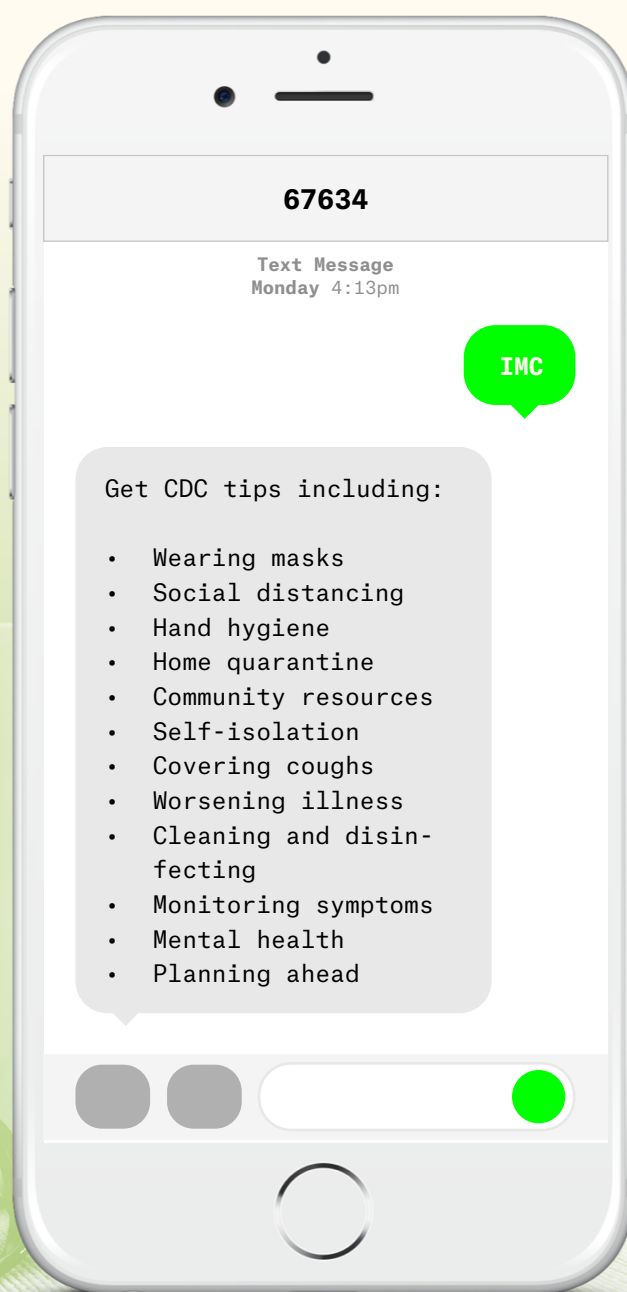 67634
Text Message
Monday 4:13pm
IMC
Get CDC tips including:
• Wearing masks
• Social distancing
• Hand hygiene
• Home quarantine
• Community resources
• Self-isolation
• Covering coughs
• Worsening illness
• Cleaning and disin-
fecting
• Monitoring symptoms
• Mental health
• Planning ahead